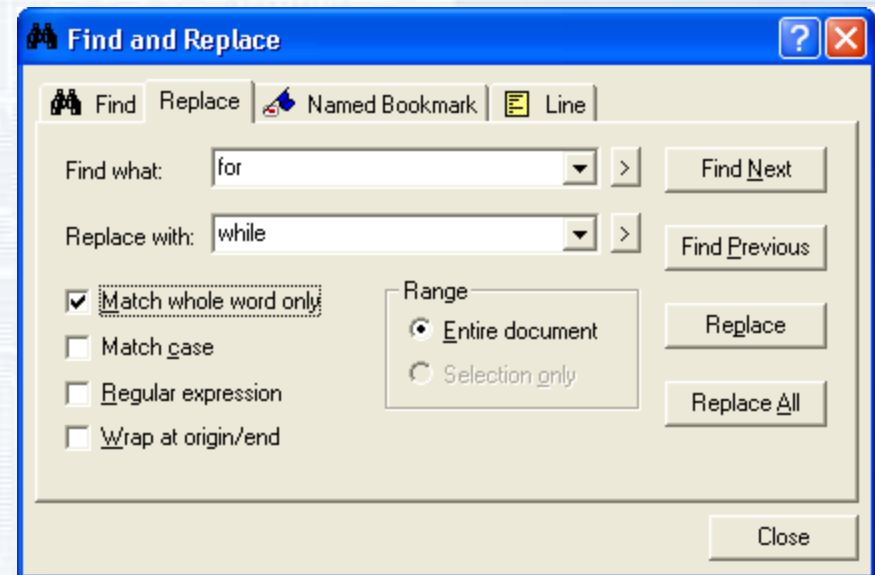 Find and Replace
Find Replace Named Bookmark Line
Find what: for > Find Next
Replace with: while > Find Previous
Match whole word only Range
Entire document Replace
Match case
Selection only
Regular expression Replace All
Wrap at origin/end
Close